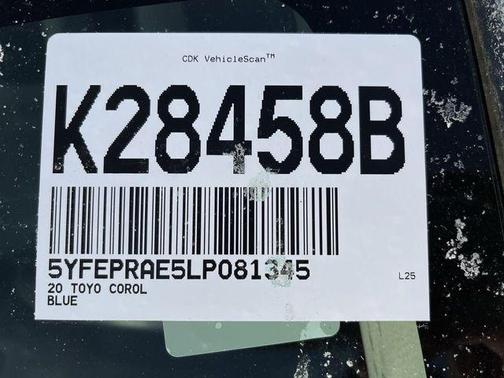 CDK VehicleScan™
K28458B
5YFEPRAE5LP081345
L25
20 TOYO COROL
BLUE